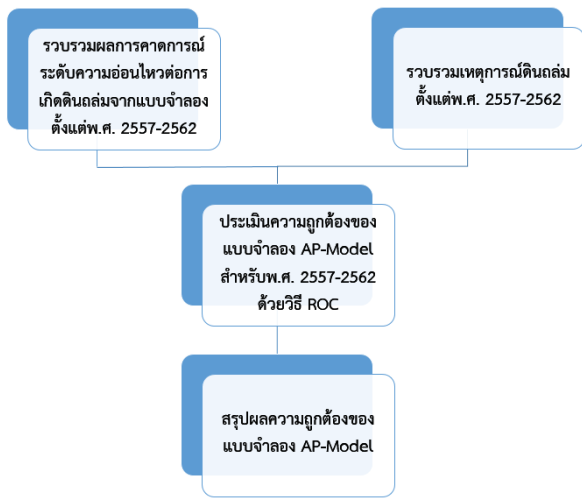 รวบรวมผลการคาดการณ์
ระดับความอ่อนไหวต่อการ
เกิดดินถล่มจากแบบจำลอง
ตั้งแต่พ.ศ. 2557-2562
รวบรวมเหตุการณ์ดินถล่ม
ตั้งแต่พ.ศ. 2557-2562
ประเมินความถูกต้องของ
แบบจำลอง AP-Model
สำหรับพ.ศ. 2557-2562
ด้วยวิธี ROC
สรุปผลความถูกต้องของ
แบบจำลอง AP-Model